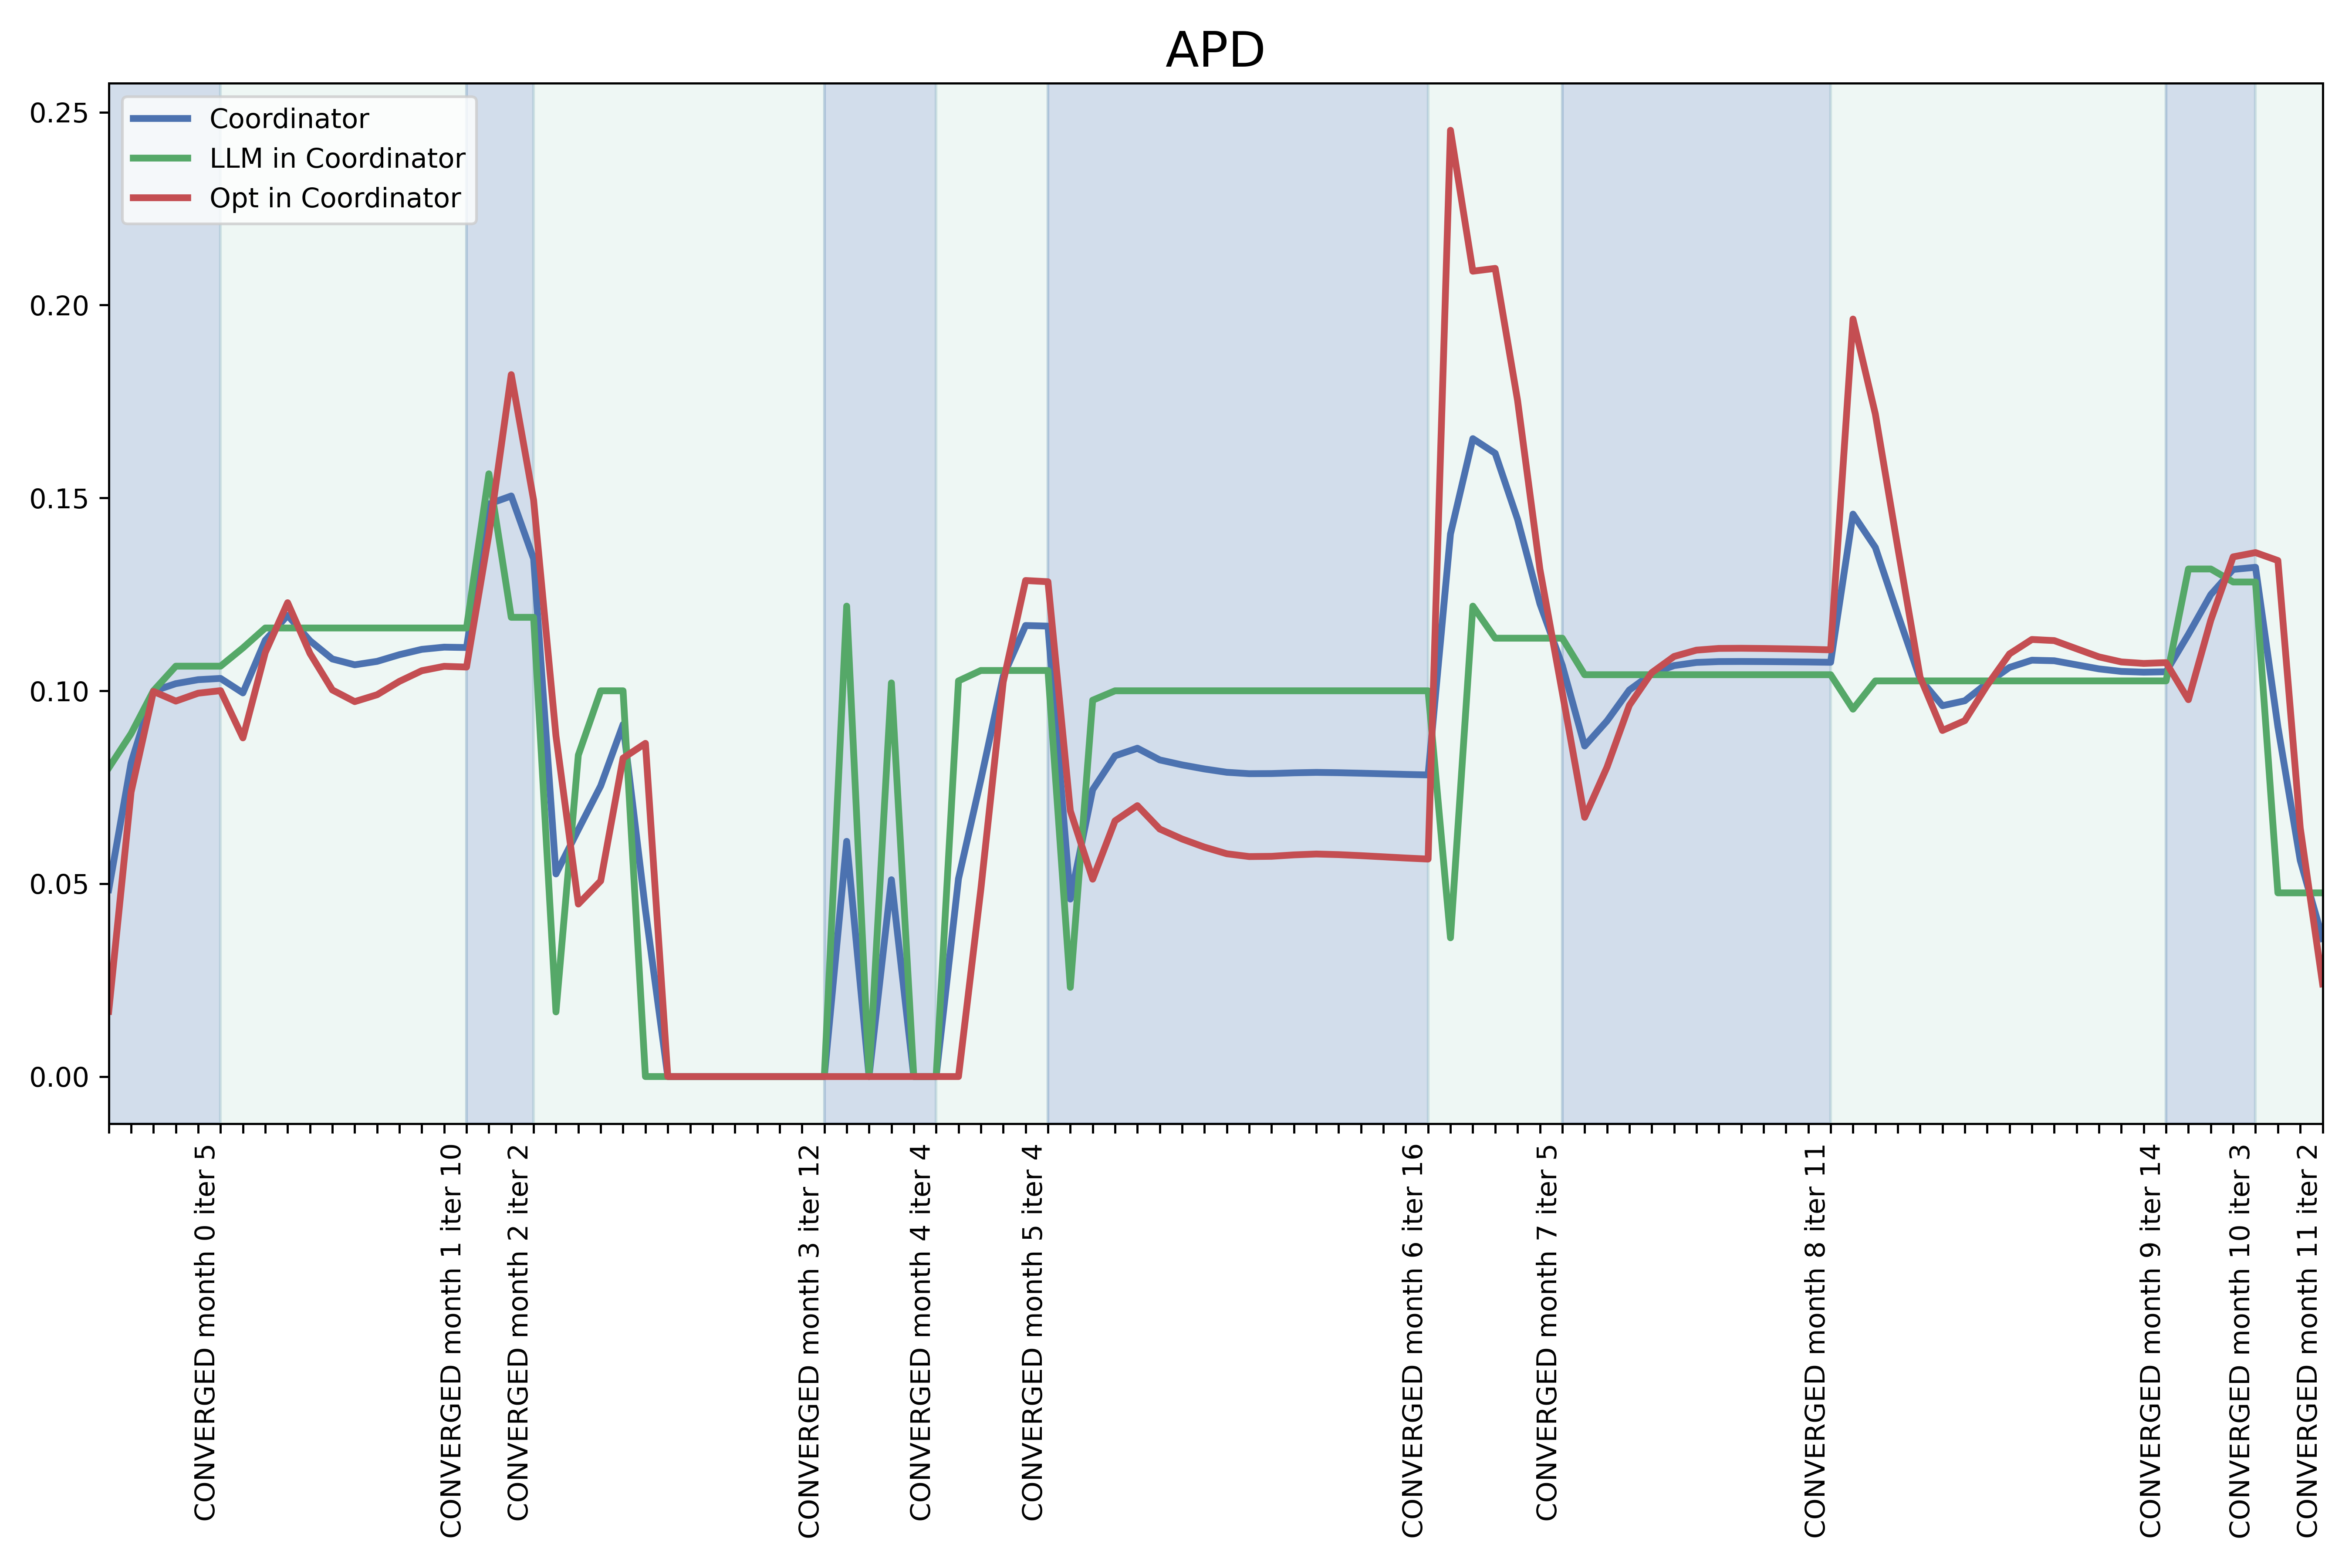 APD
0.25
0.20
0.15
0.10
0.05
0.00
Coordinator
LLM in Coordinator
Opt in Coordinator
CONVERGED month 0 iter 5
CONVERGED month 1 iter 10
CONVERGED month 2 iter 2
CONVERGED month 3 iter 12
CONVERGED month 4 iter 4
CONVERGED month 5 iter 4
CONVERGED month 6 iter 16
CONVERGED month 7 iter 5
CONVERGED month 8 iter 11
CONVERGED month 9 iter 14
CONVERGED month 10 iter 3
CONVERGED month 11 iter 2